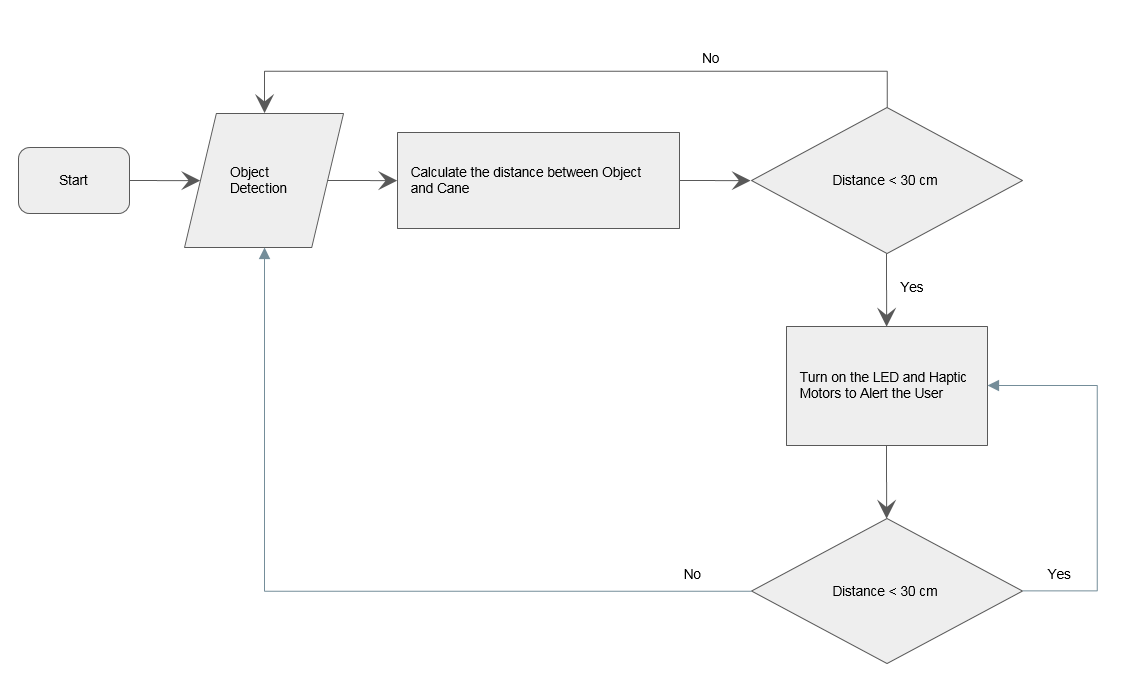 No
Start
Object
Detection
Calculate the distance between Object
and Cane
Distance < 30 cm
Yes
Turn on the LED and Haptic
Motors to Alert the User
No
Yes
Distance < 30 cm